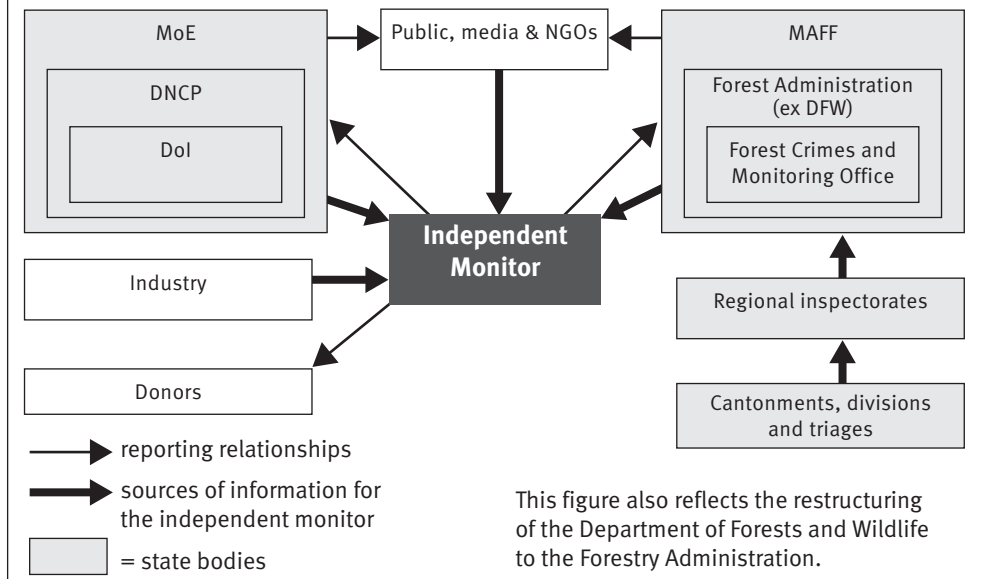 MoE
DNCP
DoI
Public, media & NGOs
MAFF
Forest Administration
(ex DFW)
Forest Crimes and
Monitoring Office
Independent
Monitor
Industry
Donors
Regional inspectorates
Cantonments, divisions
and triages
reporting relationships
sources of information for
the independent monitor
= state bodies
This figure also reflects the restructuring
of the Department of Forests and Wildlife
to the Forestry Administration.